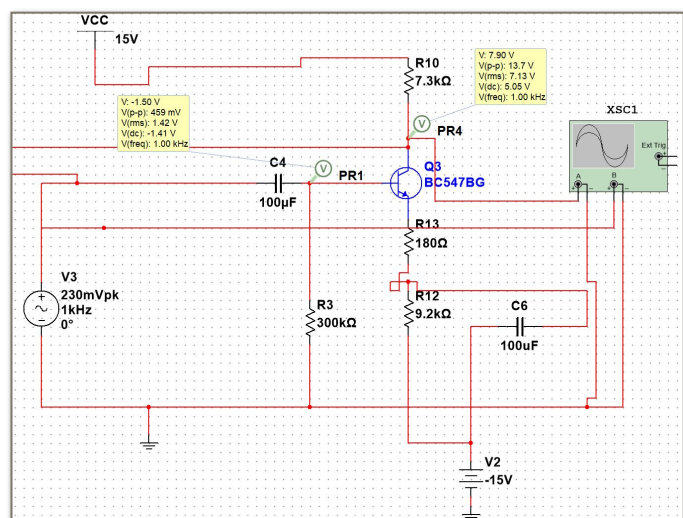 VCC
15V
R10
7.3kΩ
V: 7.90 V
V(p-p): 13.7 V
V(rms): 7.13 V
V(dc): 5.05 V
V(freq): 1.00 kHz
V: -1.50 V
V(p-p): 459 mV
V(rms): 1.42 V
V(dc): -1.41 V
V(freq): 1.00 kHz
XSC1
Ext Trig
+
_
A
B
+
_
+
_
V
PR4
V
PR1
C4
100µF
Q3
BC547BG
R13
180Ω
V3
230mVpk
1kHz
0°
R3
300kΩ
R12
9.2kΩ
C6
100uF
V2
-15V